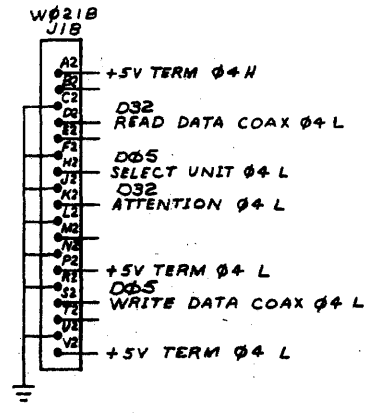 WØ21B
J1B
A2
+5V TERM Ø4 H
B2
C2
D32
D2
READ DATA COAX Ø4 L
E2
F2
DØ5
H2
SELECT UNIT Ø4 L
J2
D32
K2
ATTENTION Ø4 L
L2
M2
N2
P2
+5V TERM Ø4 L
R2
DØ5
S2
WRITE DATA COAX Ø4 L
T2
U2
V2
+5V TERM Ø4 L